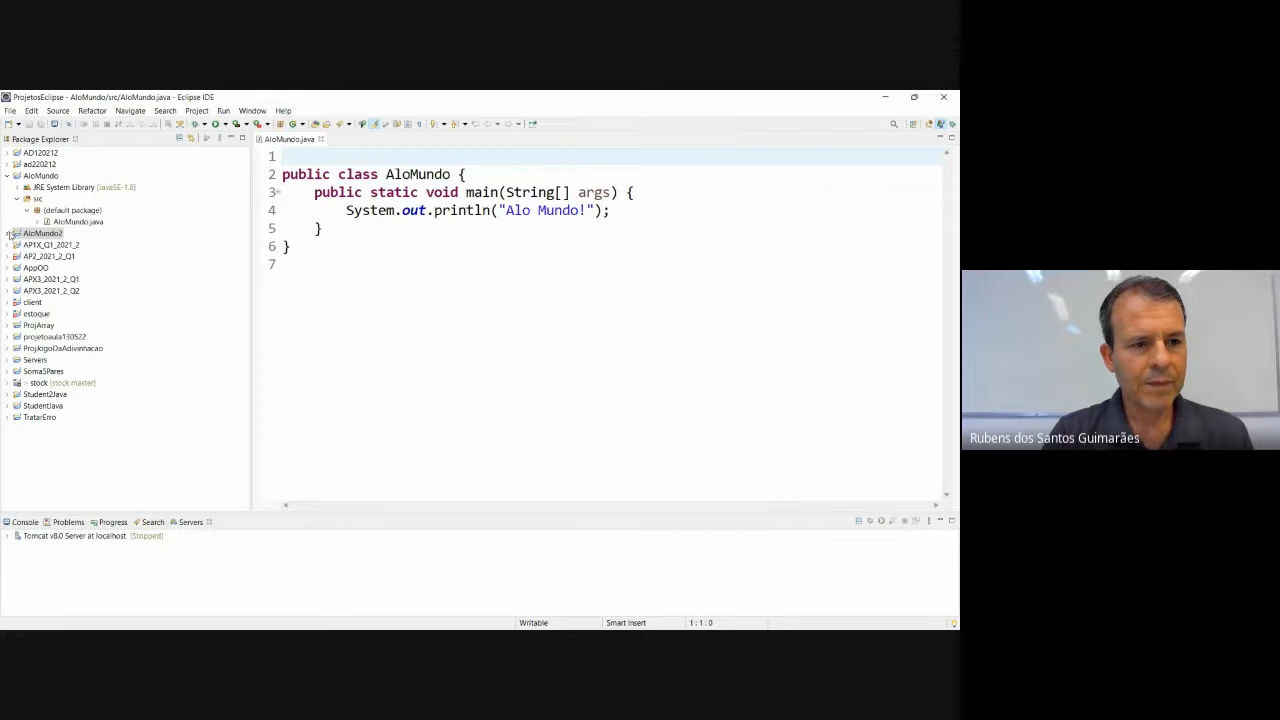 ProjetosEclipse - AloMundo/src/AloMundo.java - Eclipse IDE
File Edit Source Refactor Navigate Search Project Run Window Help
Package Explorer
AD120212
ad220212
AloMundo
JRE System Library [JavaSE-1.8]
src
(default package)
AloMundo.java
AloMundo2
AP1X_Q1_2021_2
AP2_2021_2_Q1
AppOO
APX3_2021_2_Q1
APX3_2021_2_Q2
client
estoque
ProjArray
projetoaula130522
ProjJogoDaAdivinhacao
Servers
Soma5Pares
> stock [stock master]
Student2Java
StudentJava
TratarErro
AloMundo.java
1
2 public class AloMundo {
3 public static void main(String[] args) {
4 System.out.println("Alo Mundo!");
5 }
6 }
7
Console Problems Progress Search Servers
Tomcat v8.0 Server at localhost [Stopped]
Writable Smart Insert 1:1:0
Rubens dos Santos Guimarães